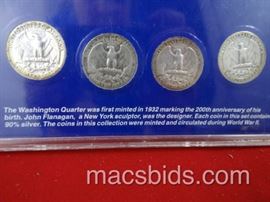 The Washington Quarter was first minted in 1932 marking the 200th anniversary of his
birth. John Flanagan, a New York sculptor, was the designer. Each coin in this set contains
90% silver. The coins in this collection were minted and circulated during World War II.
macsbids.com